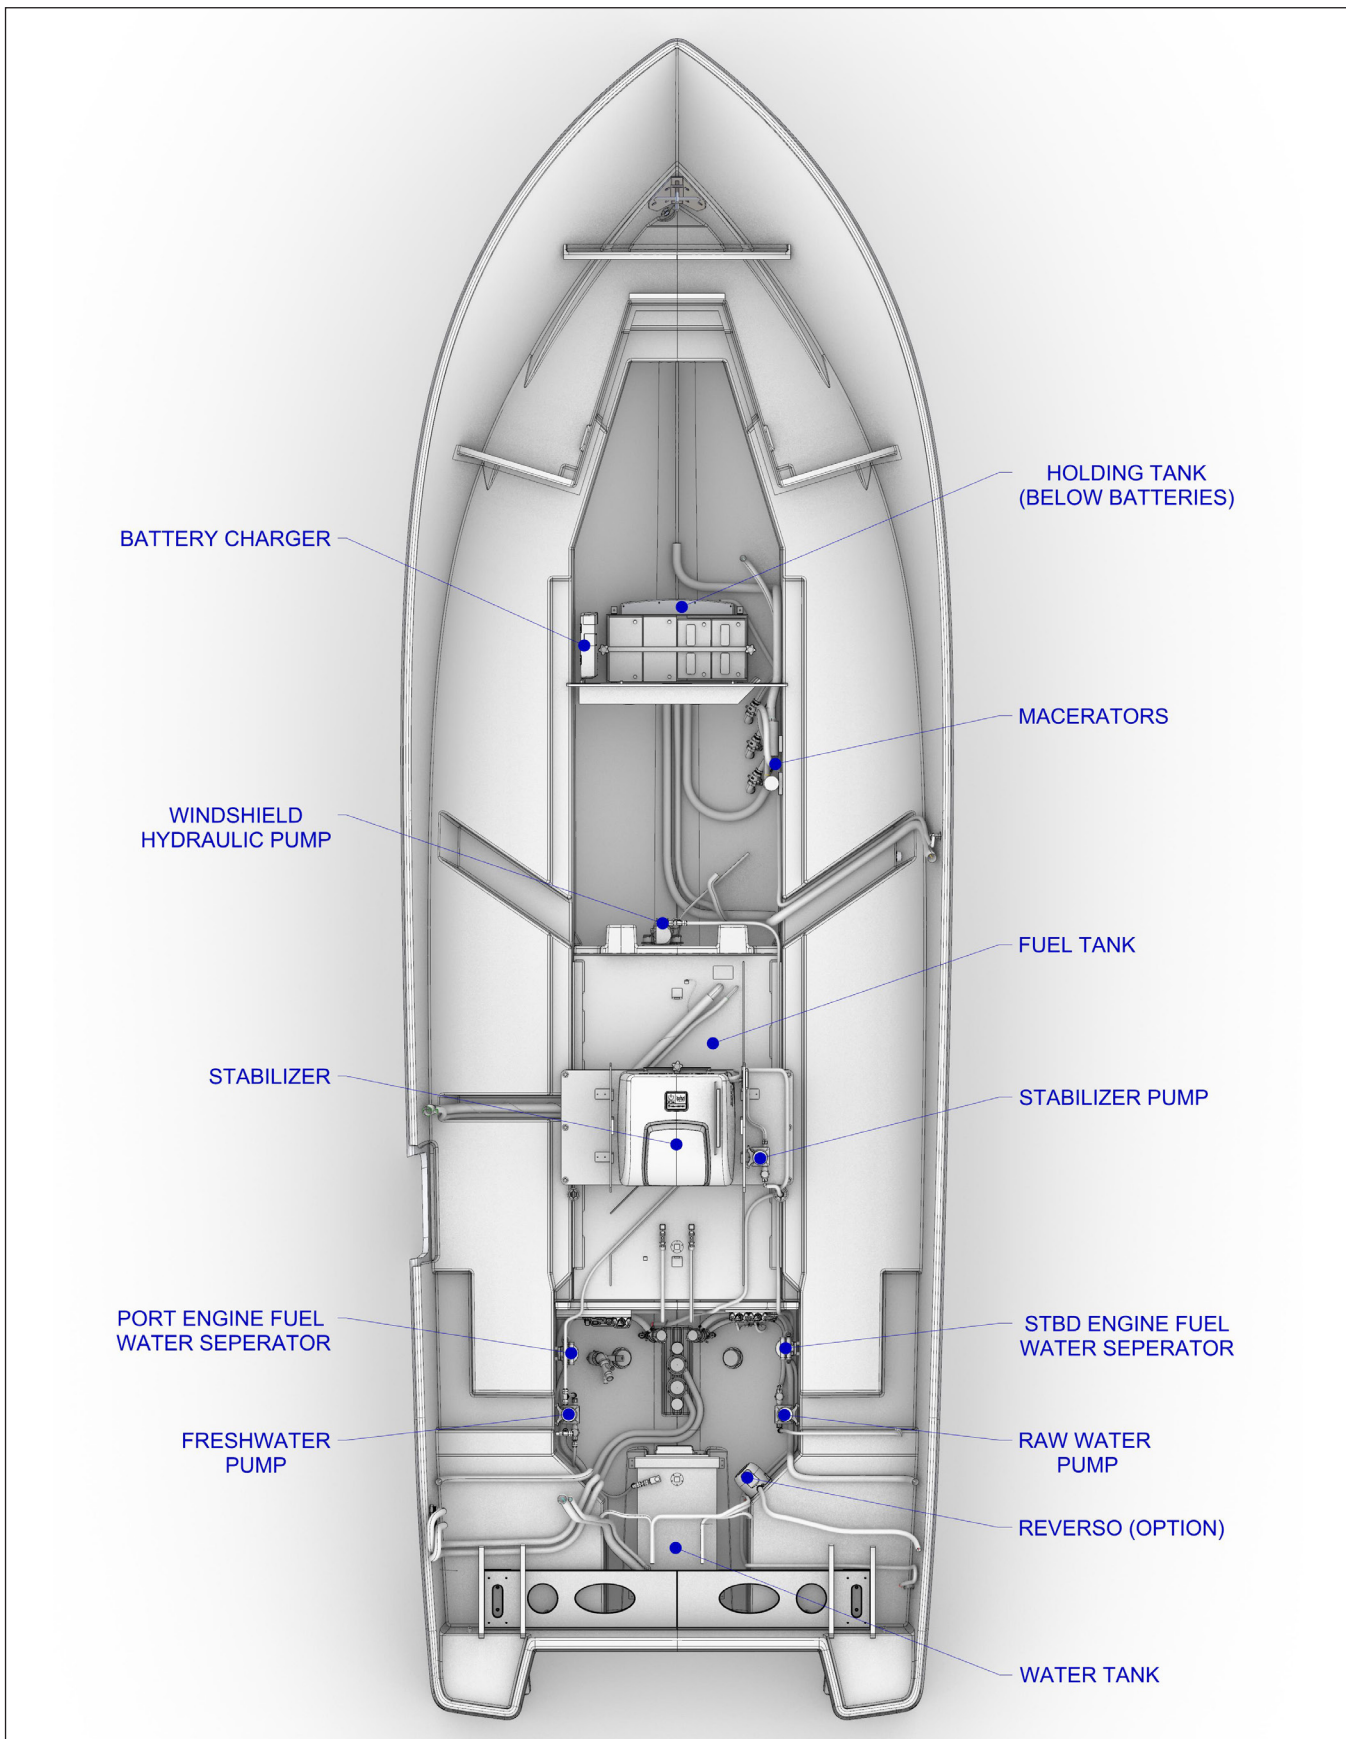 HOLDING TANK
(BELOW BATTERIES)
BATTERY CHARGER
MACERATORS
WINDSHIELD
HYDRAULIC PUMP
FUEL TANK
STABILIZER
STABILIZER PUMP
PORT ENGINE FUEL
WATER SEPERATOR
STBD ENGINE FUEL
WATER SEPERATOR
FRESHWATER
PUMP
RAW WATER
PUMP
REVERSO (OPTION)
WATER TANK